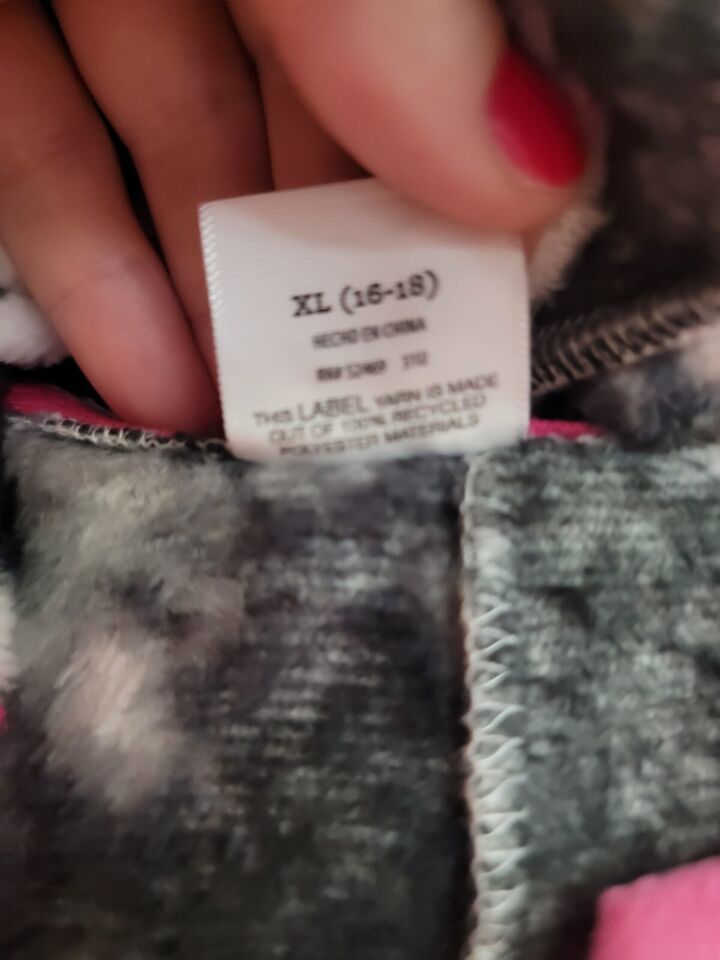 XL (16-18)
HECHO EN CHINA
THIS LABEL YARN IS MADE
OUT OF 100% RECYCLED
POLYESTER MATERIALS